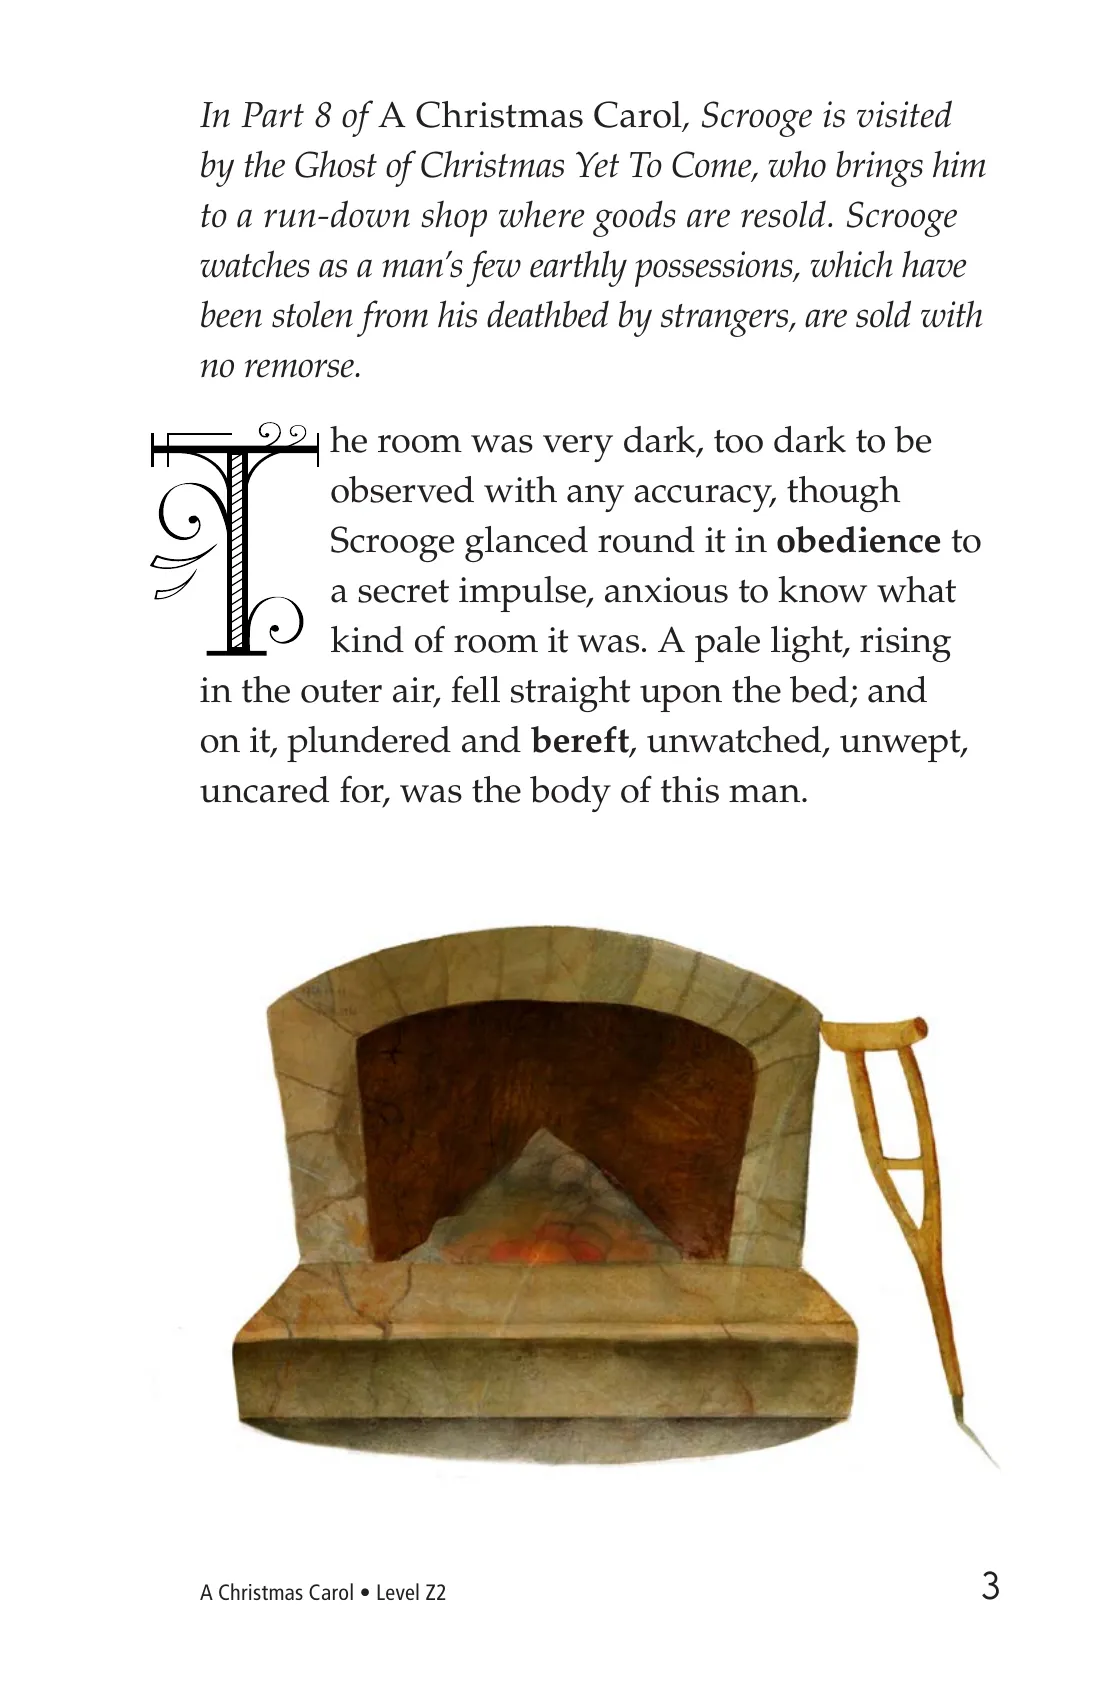 In Part 8 of A Christmas Carol, Scrooge is visited
by the Ghost of Christmas Yet To Come, who brings him
to a run-down shop where goods are resold. Scrooge
watches as a man's few earthly possessions, which have
been stolen from his deathbed by strangers, are sold with
no remorse.
The room was very dark, too dark to be
observed with any accuracy, though
Scrooge glanced round it in obedience to
a secret impulse, anxious to know what
kind of room it was. A pale light, rising
in the outer air, fell straight upon the bed; and
on it, plundered and bereft, unwatched, unwept,
uncared for, was the body of this man.
A Christmas Carol • Level Z2
3